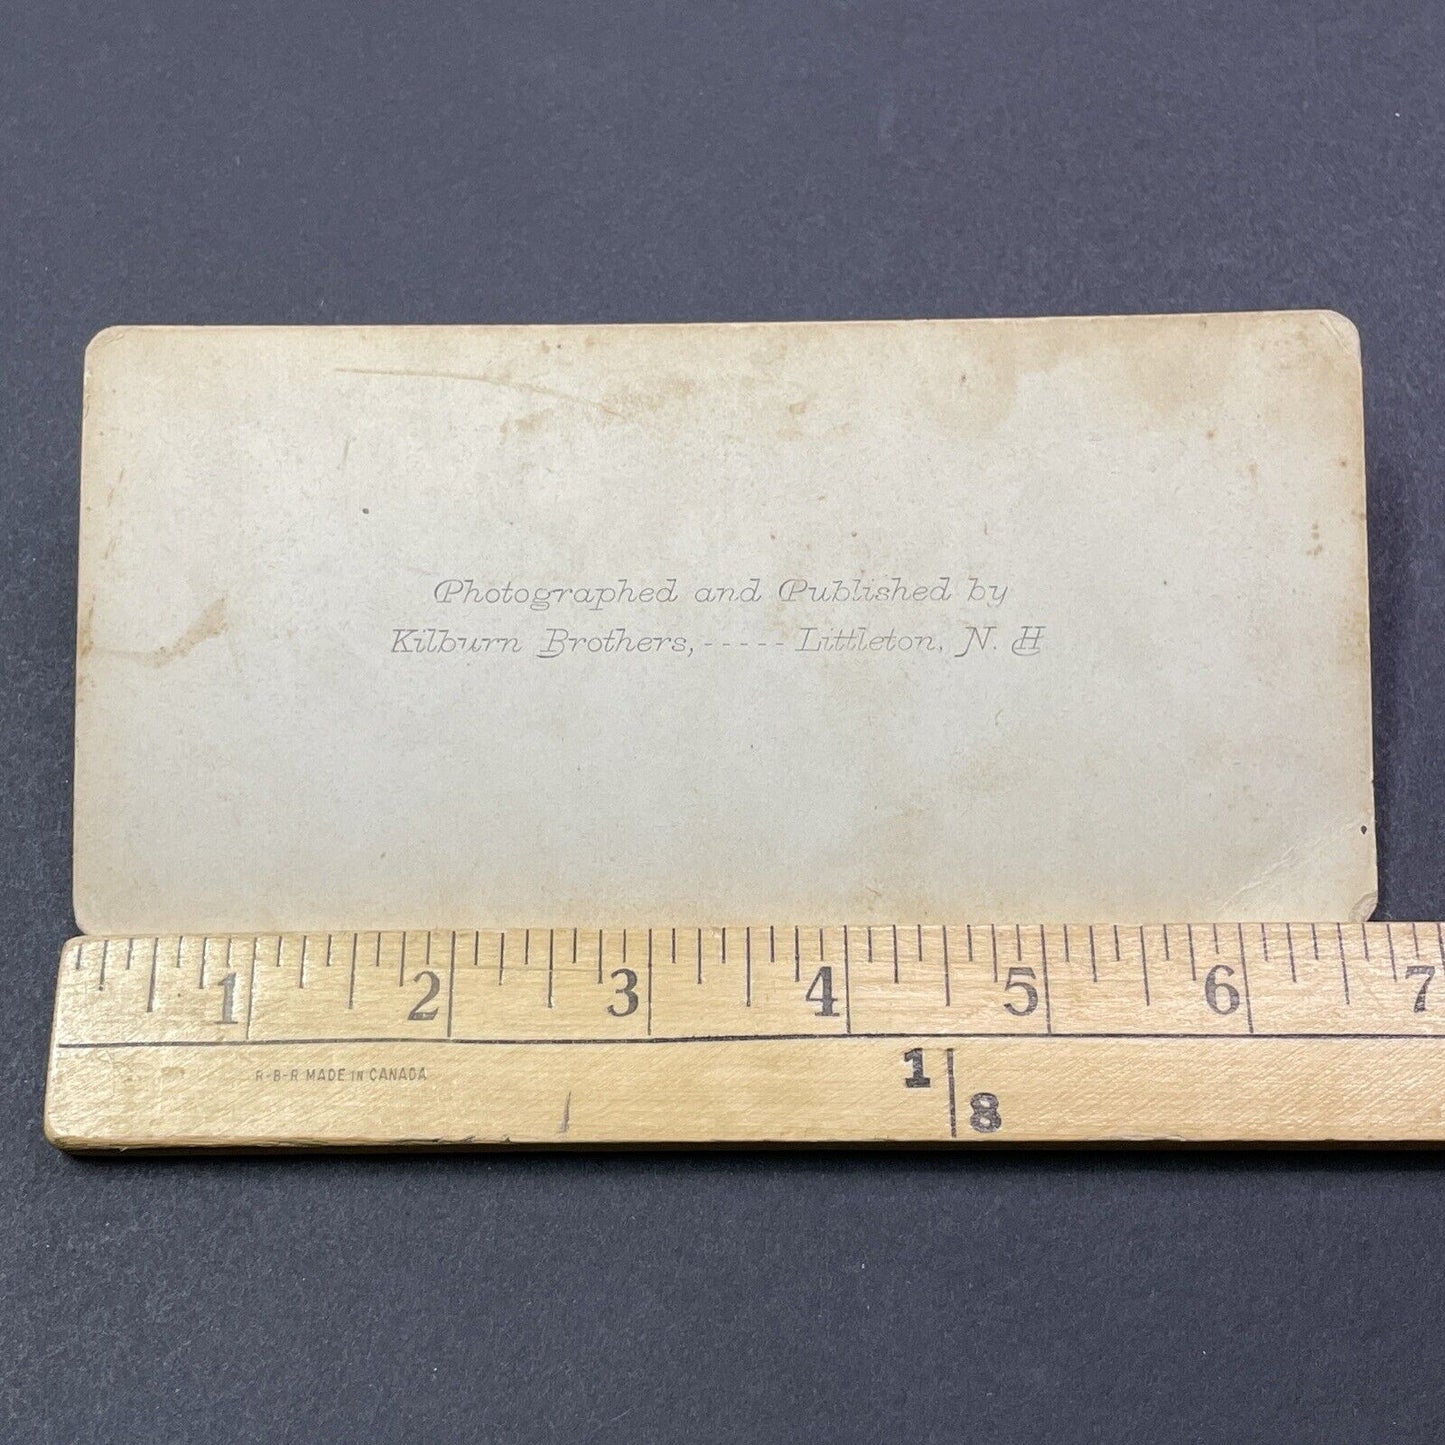 Photographed and Published by
Kilburn Brothers, ----- Littleton, N. H
1 2 3 4 5 6 7
R-B-R MADE IN CANADA
1 8